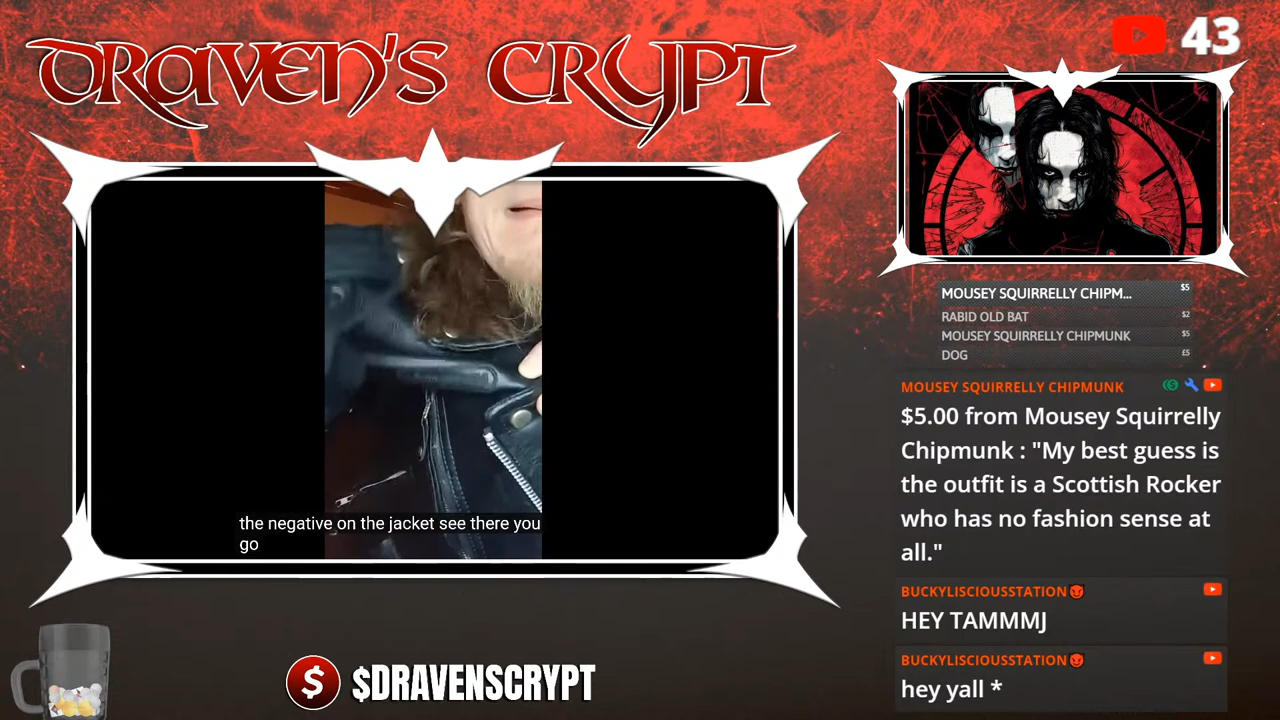 DRAVEN'S CRYPT
43
MOUSEY SQUIRRELLY CHIPM... $5
RABID OLD BAT $2
MOUSEY SQUIRRELLY CHIPMUNK $5
DOG £5
MOUSEY SQUIRRELLY CHIPMUNK
$5.00 from Mousey Squirrelly
Chipmunk : "My best guess is
the outfit is a Scottish Rocker
who has no fashion sense at
all."
BUCKYLISCIOUSSTATION
HEY TAMMMJ
BUCKYLISCIOUSSTATION
hey yall *
the negative on the jacket see there you
go
$ $DRAVENSCRYPT